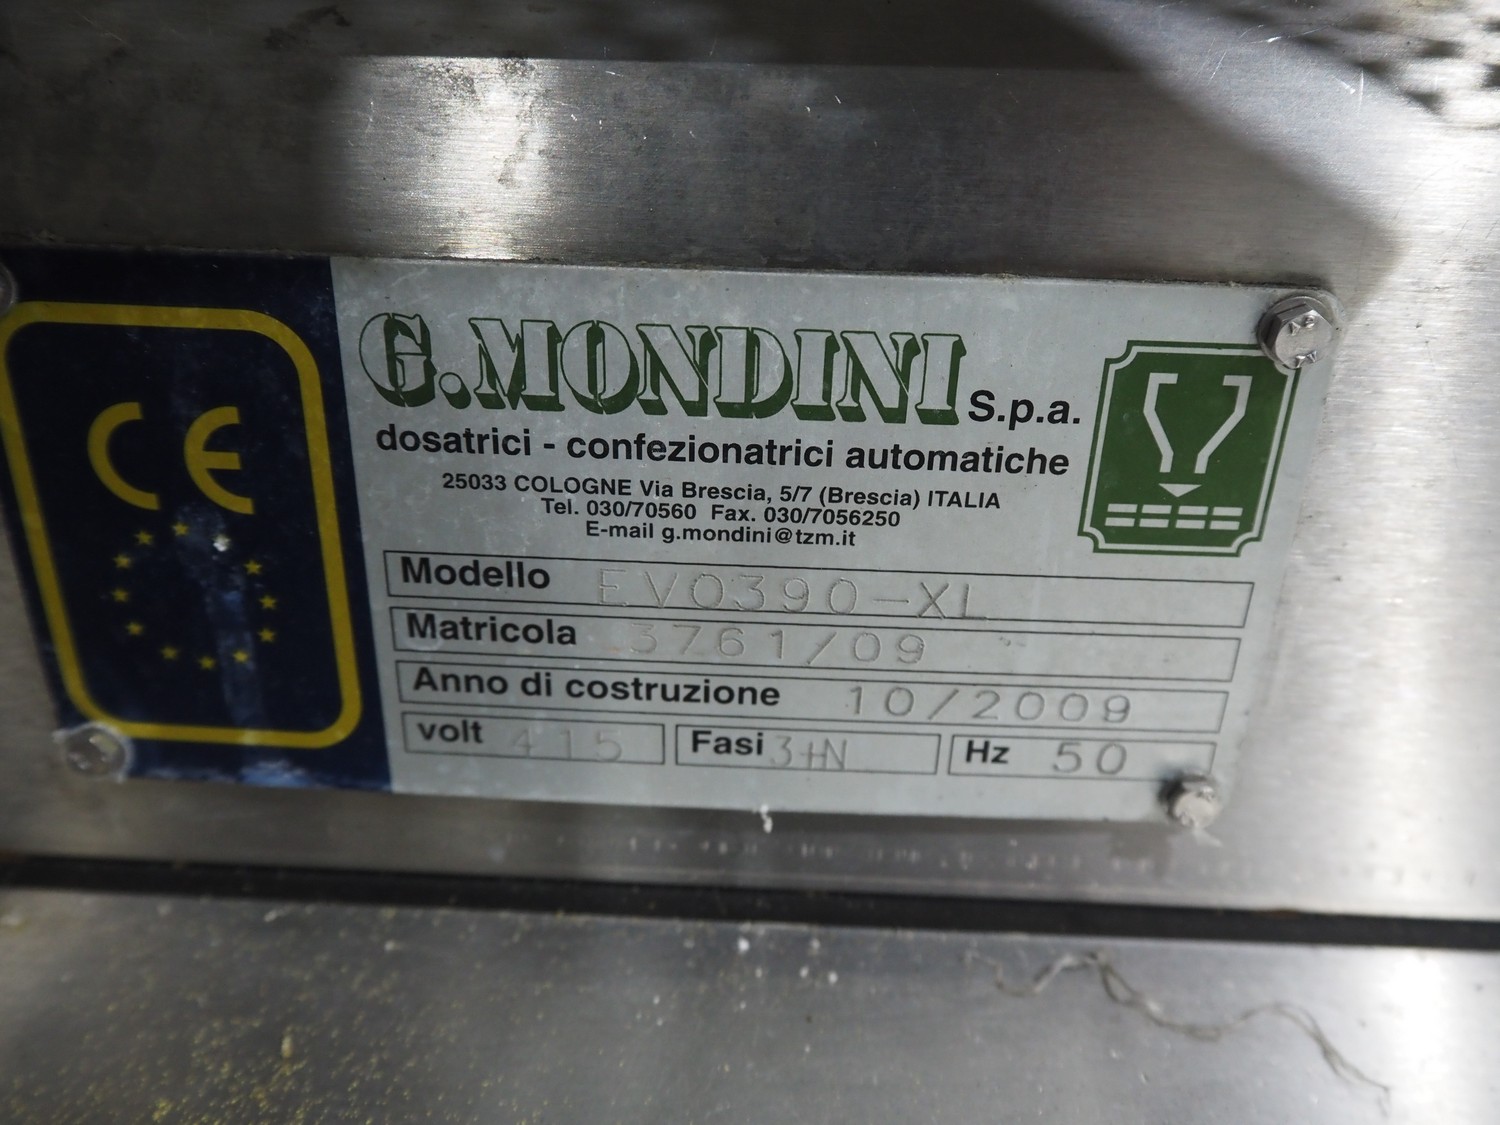 CE
G.MONDINI S.p.a.
dosatrici - confezionatrici automatiche
25033 COLOGNE Via Brescia, 5/7 (Brescia) ITALIA
Tel. 030/70560 Fax. 030/7056250
E-mail g.mondini@tzm.it
Modello EVO390-XL
Matricola 3761/09
Anno di costruzione 10/2009
volt 415 Fasi 3+N Hz 50